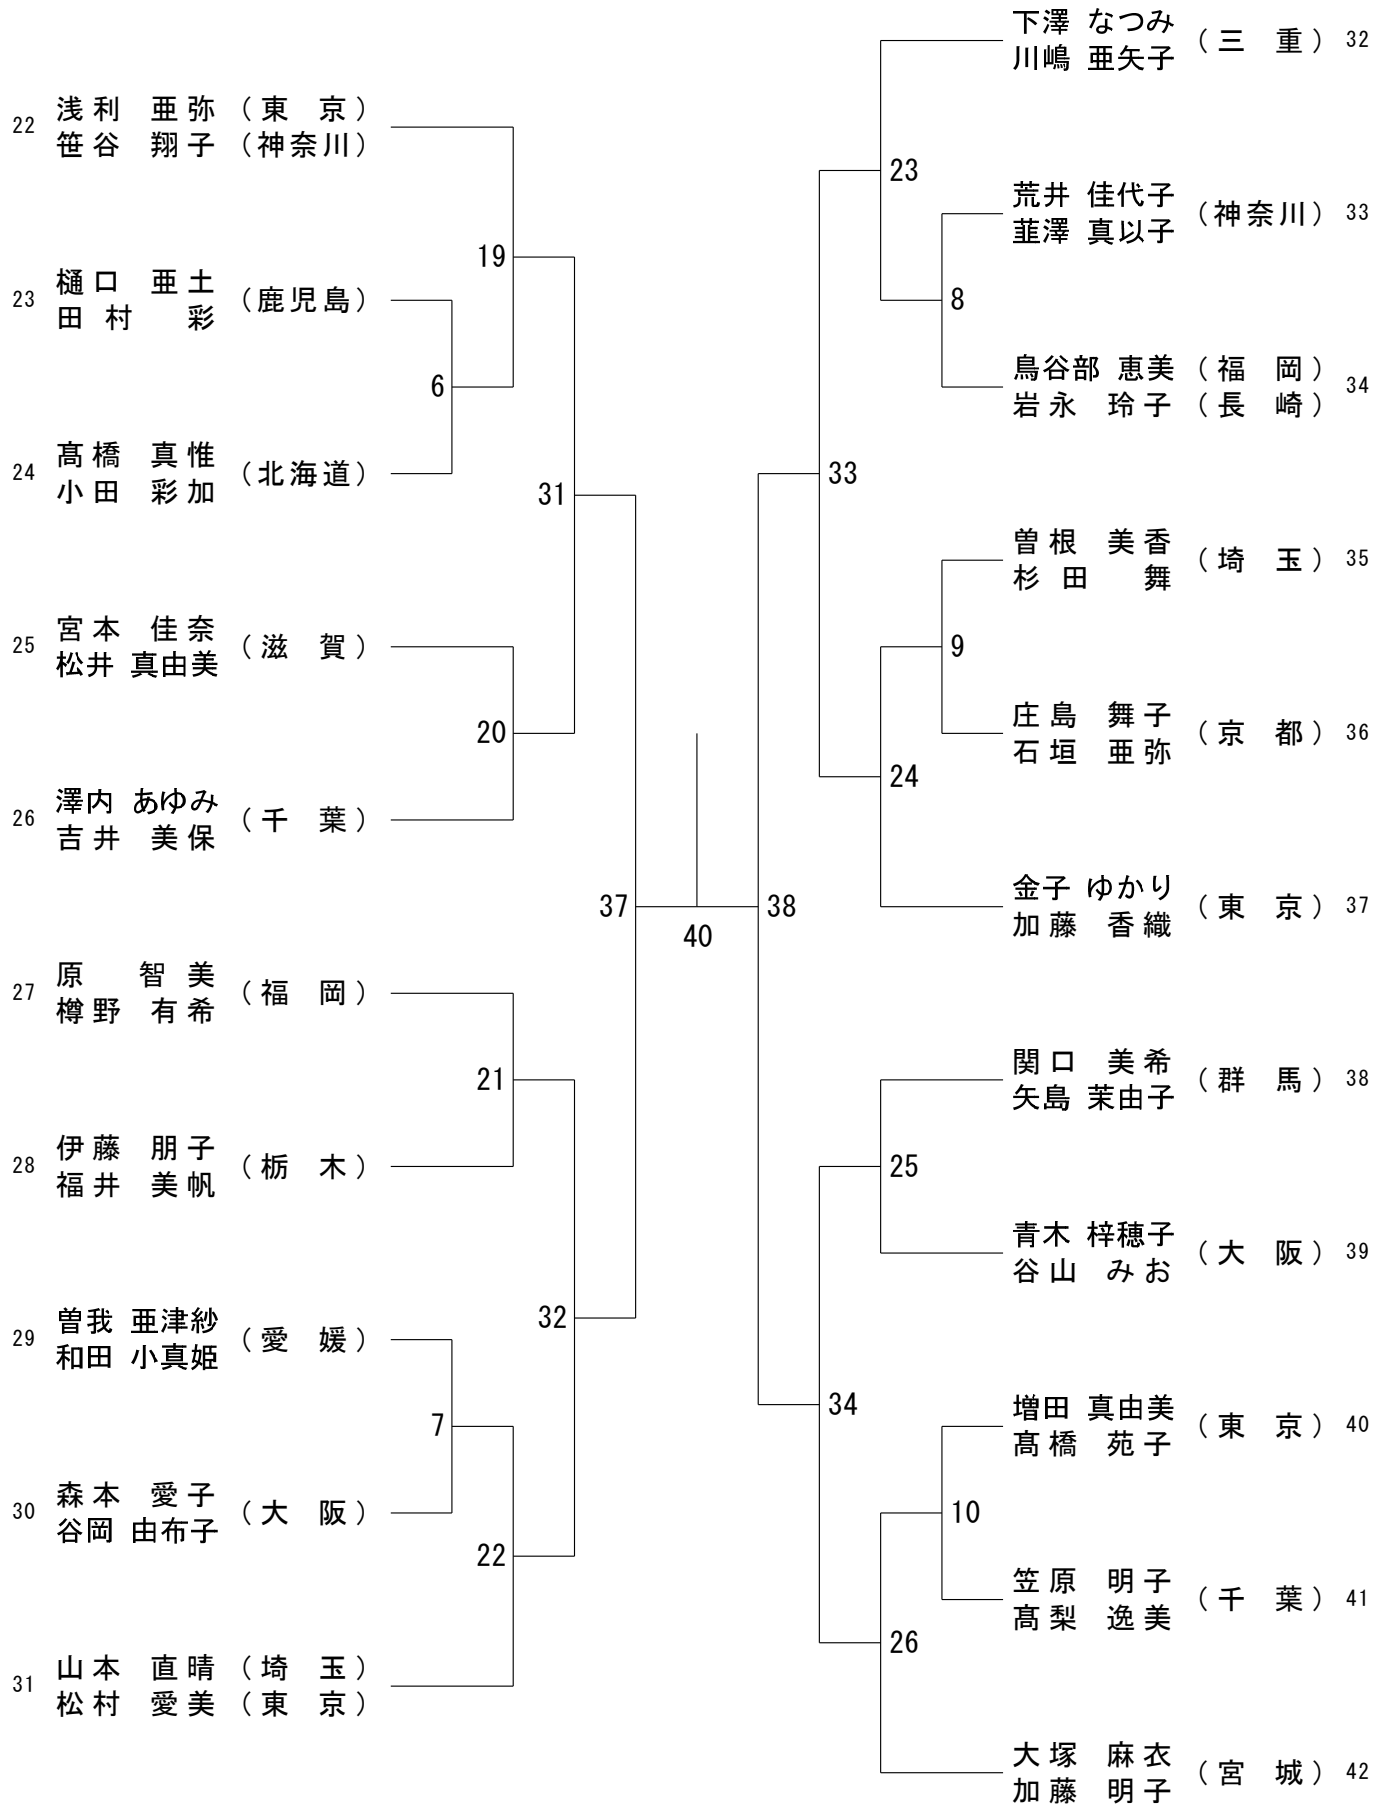 22 浅利 亜弥 (東 京)
笹谷 翔子 (神奈川)
23 樋口 亜土 (鹿児島)
田村 彩
24 髙橋 真惟 (北海道)
小田 彩加
25 宮本 佳奈 (滋 賀)
松井 真由美
26 澤内 あゆみ (千 葉)
吉井 美保
27 原 智美 (福 岡)
樽野 有希
28 伊藤 朋子 (栃 木)
福井 美帆
29 曽我 亜津紗 (愛 媛)
和田 小真姫
30 森本 愛子 (大 阪)
谷岡 由布子
31 山本 直晴 (埼 玉)
松村 愛美 (東 京)
19
6
31
20
37
21
32
7
22
40
38
23
8
33
9
24
25
34
10
26
下澤 なつみ (三 重) 32
川嶋 亜矢子
荒井 佳代子 (神奈川) 33
韮澤 真以子
鳥谷部 恵美 (福 岡) 34
岩永 玲子 (長 崎)
曽根 美香 (埼 玉) 35
杉田 舞
庄島 舞子 (京 都) 36
石垣 亜弥
金子 ゆかり (東 京) 37
加藤 香織
関口 美希 (群 馬) 38
矢島 茉由子
青木 梓穂子 (大 阪) 39
谷山 みお
増田 真由美 (東 京) 40
髙橋 苑子
笠原 明子 (千 葉) 41
髙梨 逸美
大塚 麻衣 (宮 城) 42
加藤 明子